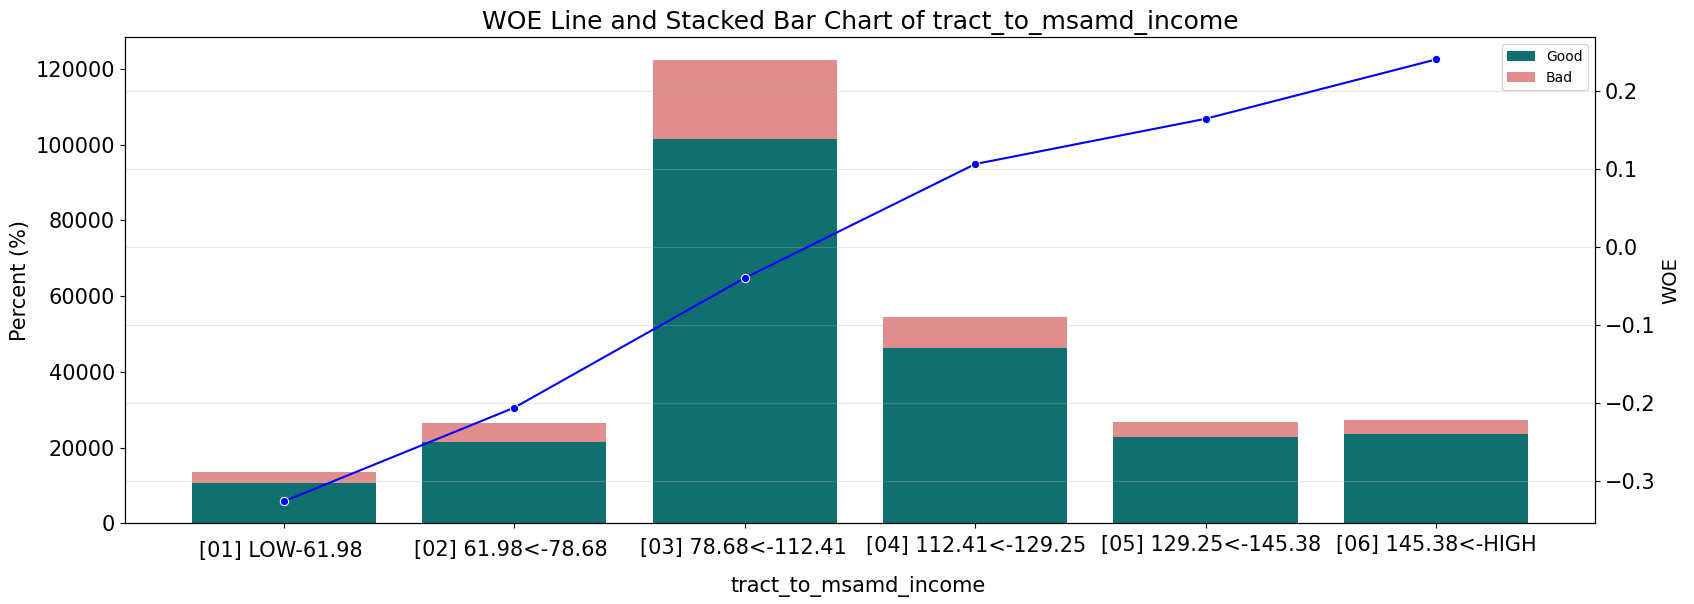 WOE Line and Stacked Bar Chart of tract_to_msamd_income
Good
Bad
120000
100000
80000
60000
40000
20000
0
Percent (%)
0.2
0.1
0.0
−0.1
−0.2
−0.3
WOE
[01] LOW-61.98
[02] 61.98<-78.68
[03] 78.68<-112.41
[04] 112.41<-129.25
[05] 129.25<-145.38
[06] 145.38<-HIGH
tract_to_msamd_income